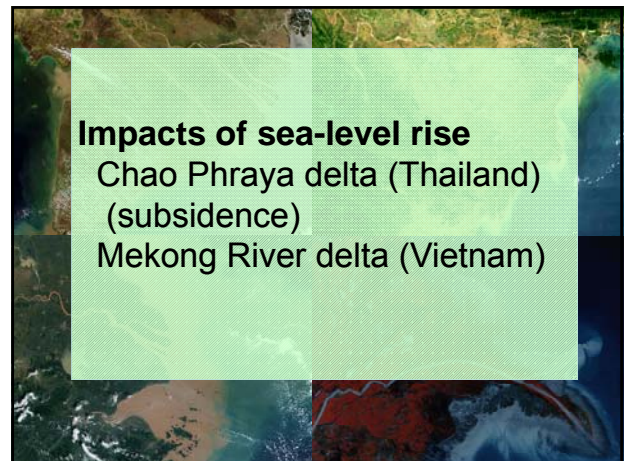 Impacts of sea-level rise
Chao Phraya delta (Thailand)
(subsidence)
Mekong River delta (Vietnam)